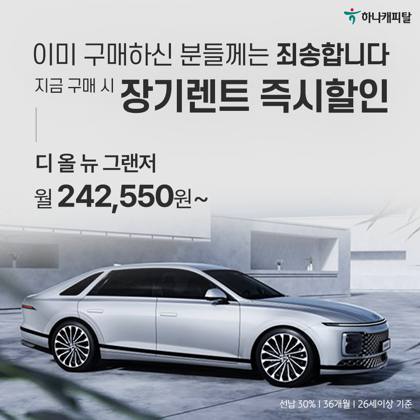 하나캐피탈
이미 구매하신 분들께는 죄송합니다
지금 구매 시 장기렌트 즉시할인
디 올 뉴 그랜저
월 242,550원~
선납 30% I 36개월 I 26세이상 기준